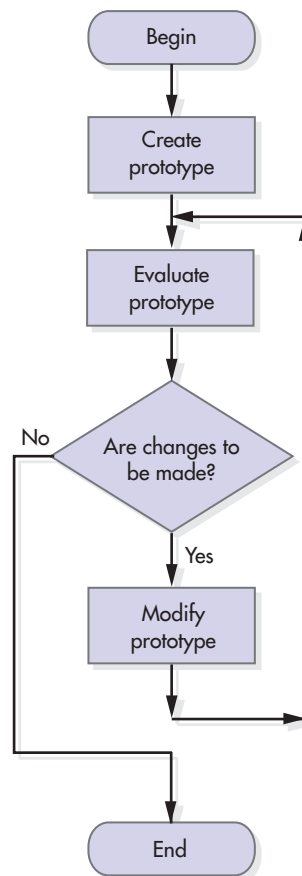 Begin
Create
prototype
Evaluate
prototype
No
Are changes to
be made?
Yes
Modify
prototype
End